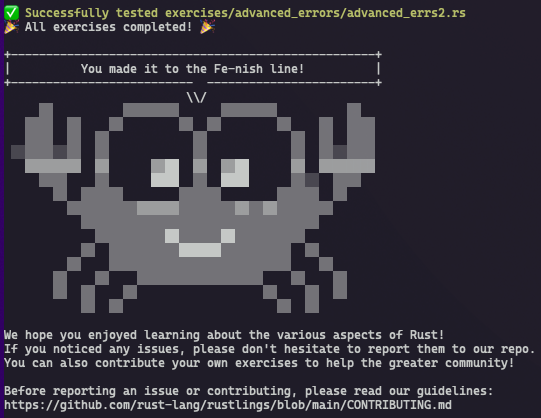 ✅ Successfully tested exercises/advanced_errors/advanced_errs2.rs
🎉 All exercises completed! 🎉
+----------------------------------------------------+
|          You made it to the Fe-nish line!          |
+--------------------------  ------------------------+
\\/
We hope you enjoyed learning about the various aspects of Rust!
If you noticed any issues, please don't hesitate to report them to our repo.
You can also contribute your own exercises to help the greater community!
Before reporting an issue or contributing, please read our guidelines:
https://github.com/rust-lang/rustlings/blob/main/CONTRIBUTING.md